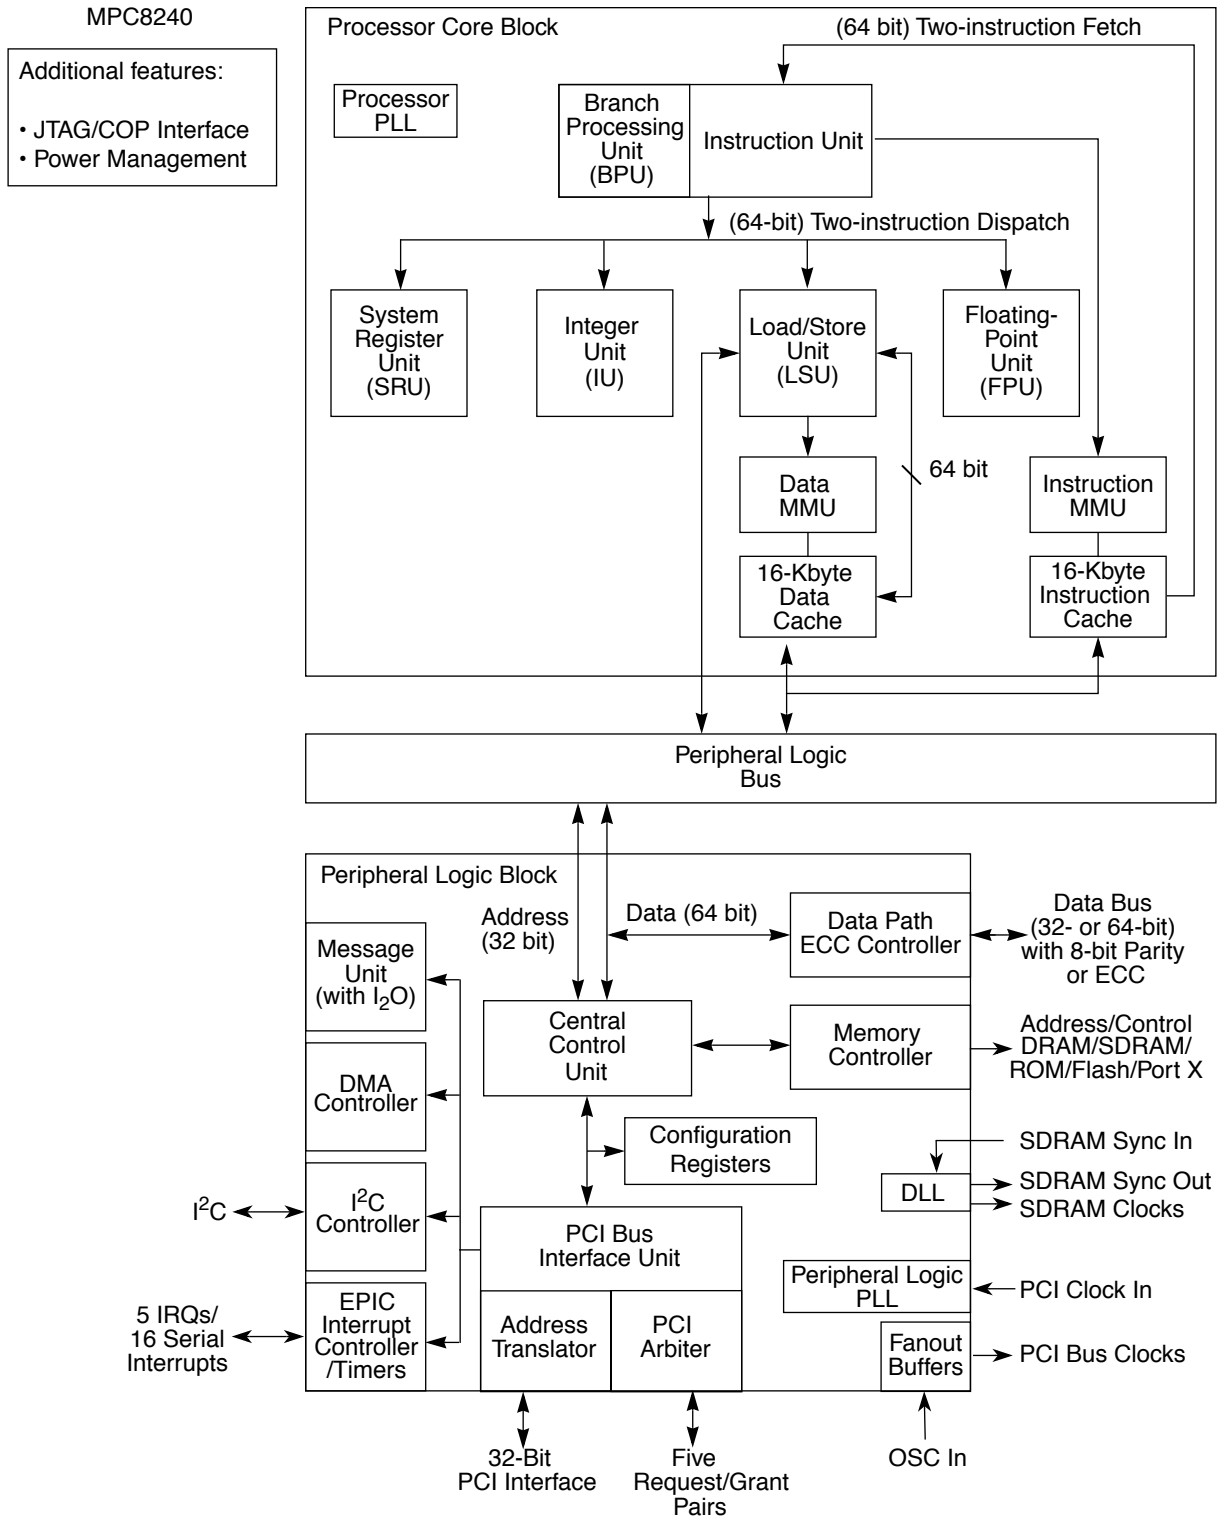 MPC8240
Additional features:
• JTAG/COP Interface
• Power Management
Processor Core Block
(64 bit) Two-instruction Fetch
Processor
PLL
Branch
Processing
Unit
(BPU)
Instruction Unit
(64-bit) Two-instruction Dispatch
System
Register
Unit
(SRU)
Integer
Unit
(IU)
Load/Store
Unit
(LSU)
Floating-
Point
Unit
(FPU)
64 bit
Data
MMU
Instruction
MMU
16-Kbyte
Data
Cache
16-Kbyte
Instruction
Cache
Peripheral Logic
Bus
Peripheral Logic Block
Address
(32 bit)
Data (64 bit)
Data Path
ECC Controller
Data Bus
(32- or 64-bit)
with 8-bit Parity
or ECC
Message
Unit
(with I₂O)
Central
Control
Unit
Memory
Controller
Address/Control
DRAM/SDRAM/
ROM/Flash/Port X
DMA
Controller
Configuration
Registers
SDRAM Sync In
DLL
SDRAM Sync Out
SDRAM Clocks
I²C
I²C
Controller
PCI Bus
Interface Unit
Peripheral Logic
PLL
PCI Clock In
5 IRQs/
16 Serial
Interrupts
EPIC
Interrupt
Controller
/Timers
Address
Translator
PCI
Arbiter
Fanout
Buffers
PCI Bus Clocks
32-Bit
PCI Interface
Five
Request/Grant
Pairs
OSC In